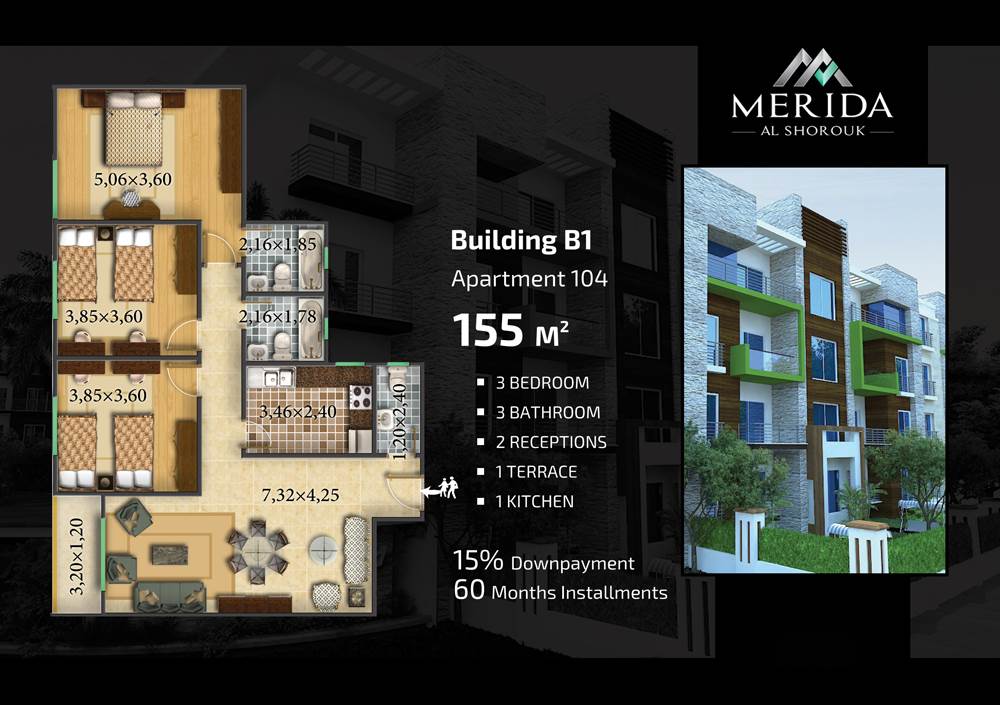 MERIDA
AL SHOROUK
5,06×3,60
2,16×1,85
3,85×3,60
2,16×1,78
3,85×3,60
3,46×2,40
1,20×2,40
7,32×4,25
3,20×1,20
Building B1
Apartment 104
155 M²
3 BEDROOM
3 BATHROOM
2 RECEPTIONS
1 TERRACE
1 KITCHEN
15% Downpayment
60 Months Installments